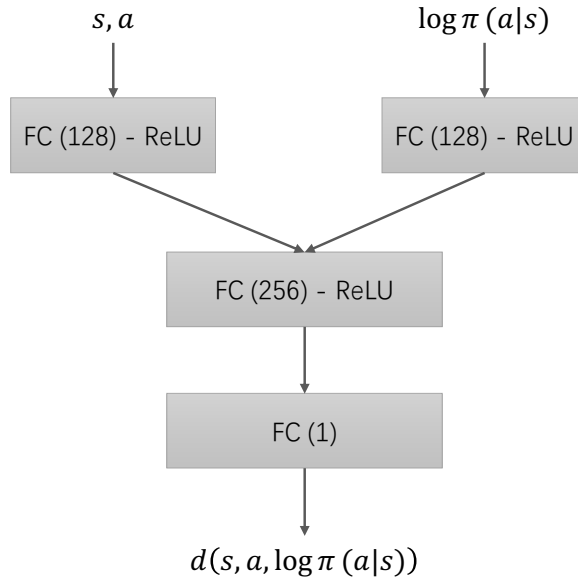 s, a
log π (a|s)
FC (128) - ReLU
FC (128) - ReLU
FC (256) - ReLU
FC (1)
d(s, a, log π (a|s))